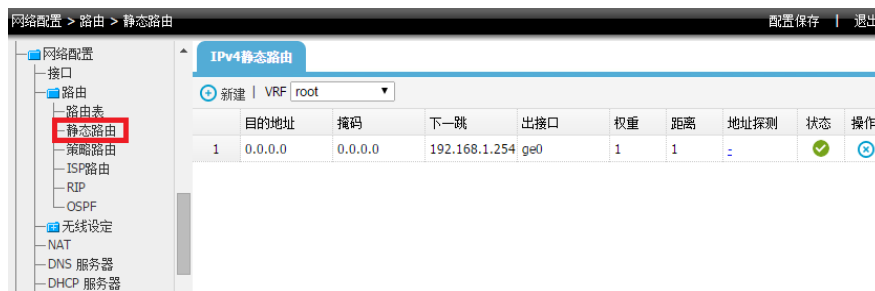 网络配置 > 路由 > 静态路由
配置保存 | 退出
网络配置
接口
路由
路由表
静态路由
策略路由
ISP路由
RIP
OSPF
无线设定
NAT
DNS 服务器
DHCP 服务器
IPv4静态路由
新建 | VRF root
目的地址 掩码 下一跳 出接口 权重 距离 地址探测 状态 操作
1 0.0.0.0 0.0.0.0 192.168.1.254 ge0 1 1 -